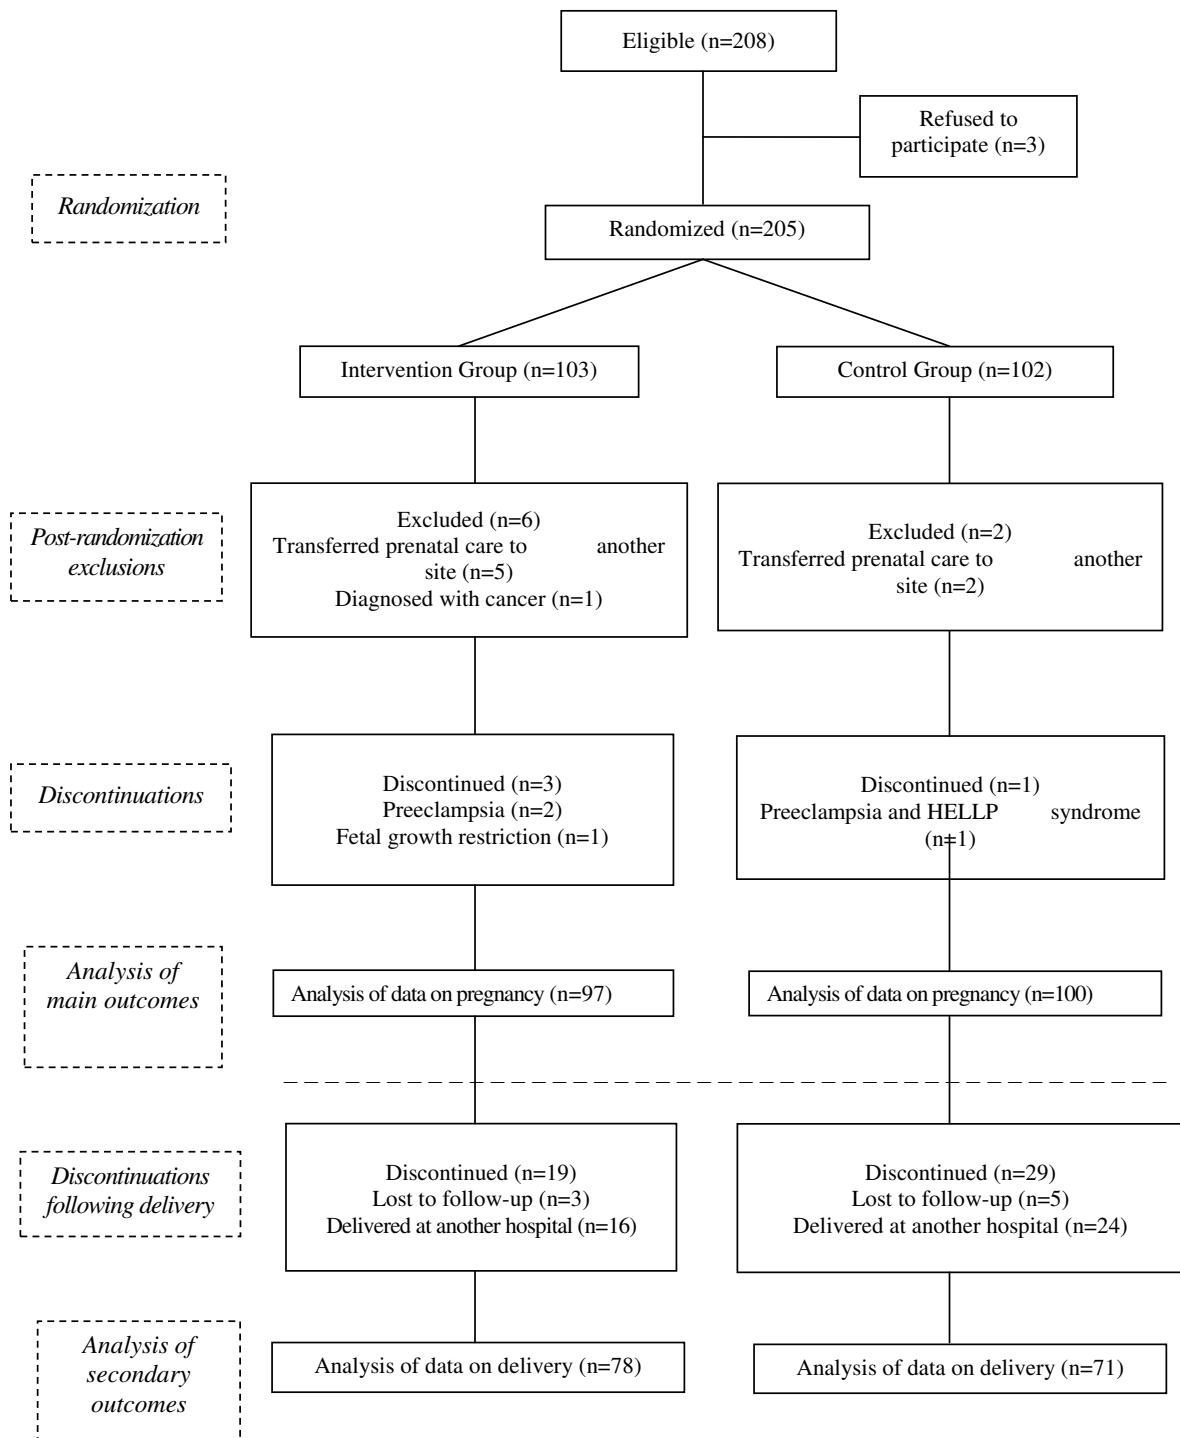 Eligible (n=208)
Refused to
participate (n=3)
Randomization
Randomized (n=205)
Intervention Group (n=103)
Control Group (n=102)
Post-randomization
exclusions
Excluded (n=6)
Transferred prenatal care to another
site (n=5)
Diagnosed with cancer (n=1)
Excluded (n=2)
Transferred prenatal care to another
site (n=2)
Discontinuations
Discontinued (n=3)
Preeclampsia (n=2)
Fetal growth restriction (n=1)
Discontinued (n=1)
Preeclampsia and HELLP syndrome
(n=1)
Analysis of
main outcomes
Analysis of data on pregnancy (n=97)
Analysis of data on pregnancy (n=100)
Discontinuations
following delivery
Discontinued (n=19)
Lost to follow-up (n=3)
Delivered at another hospital (n=16)
Discontinued (n=29)
Lost to follow-up (n=5)
Delivered at another hospital (n=24)
Analysis of
secondary
outcomes
Analysis of data on delivery (n=78)
Analysis of data on delivery (n=71)